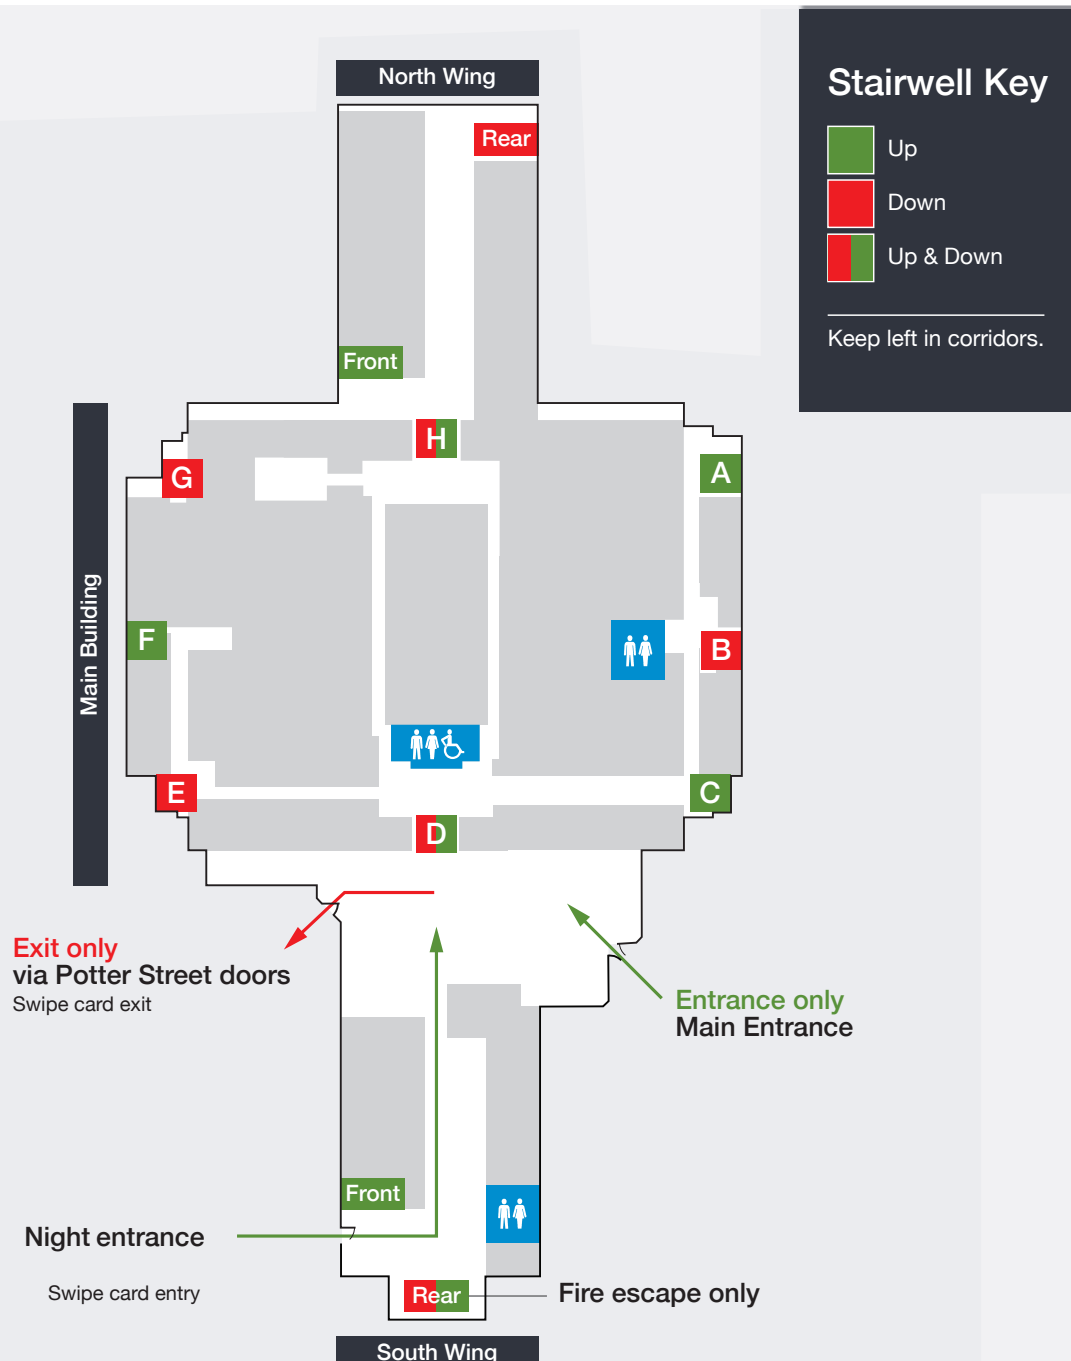 North Wing
Stairwell Key
Up
Down
Up & Down
Keep left in corridors.
Rear
Front
H
G
A
Main Building
F
B
E
C
D
Exit only
via Potter Street doors
Swipe card exit
Entrance only
Main Entrance
Front
Night entrance
Swipe card entry
Rear
Fire escape only
South Wing